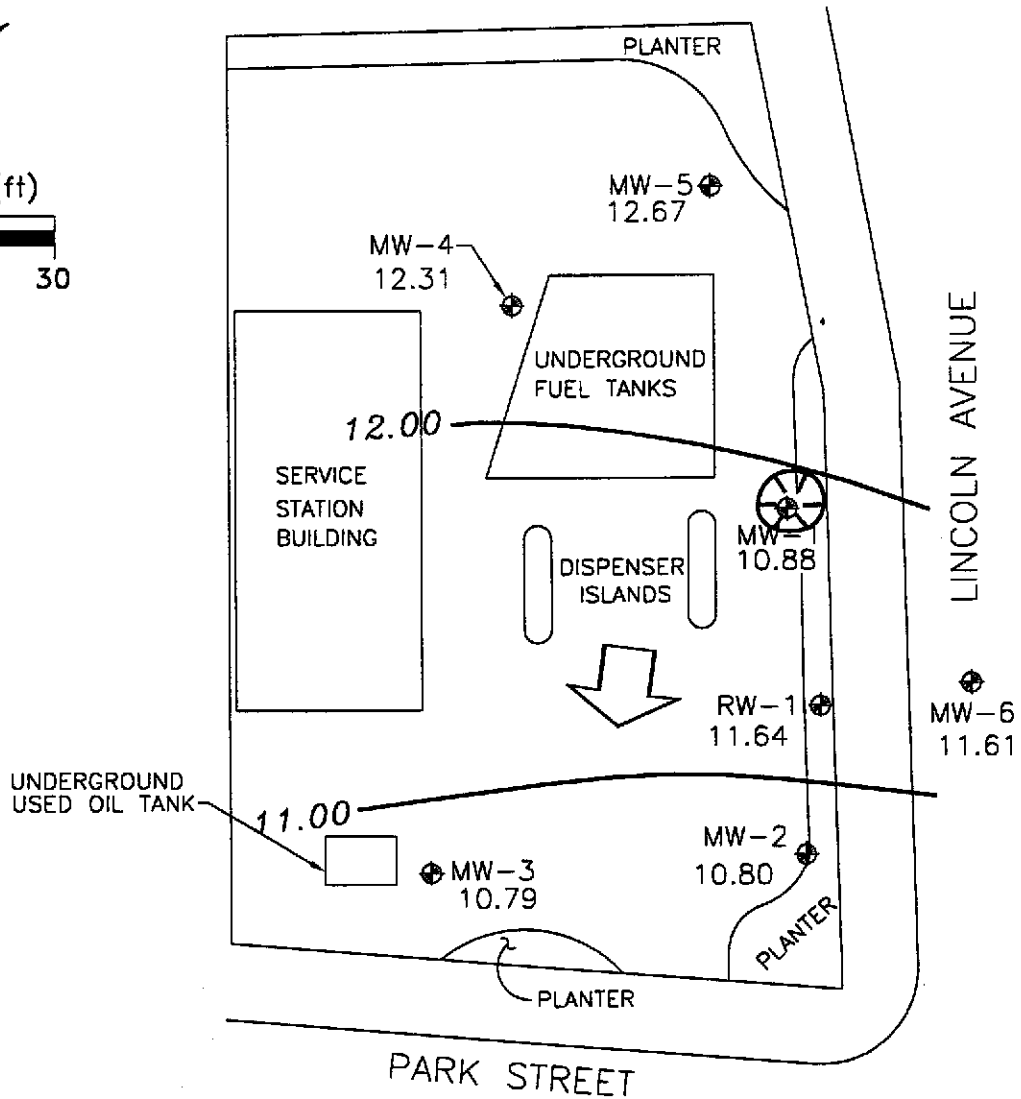 PLANTER
(ft)
30
MW-5
12.67
MW-4
12.31
UNDERGROUND
FUEL TANKS
LINCOLN AVENUE
12.00
SERVICE
STATION
BUILDING
MW-1
10.88
DISPENSER
ISLANDS
RW-1
11.64
MW-6
11.61
UNDERGROUND
USED OIL TANK
11.00
MW-2
10.80
MW-3
10.79
PLANTER
PLANTER
PARK STREET